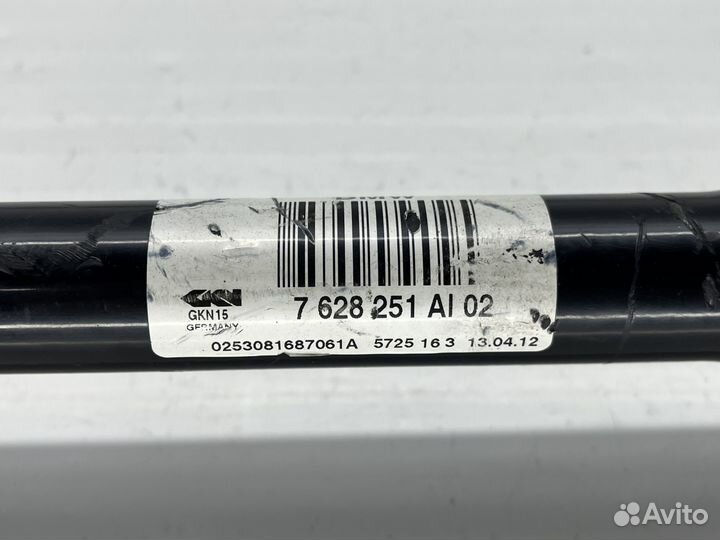 GKN
7 628 251 AI 02
GKN15
GERMANY
0253081687061A 5725 16 3 13.04.12
Avito